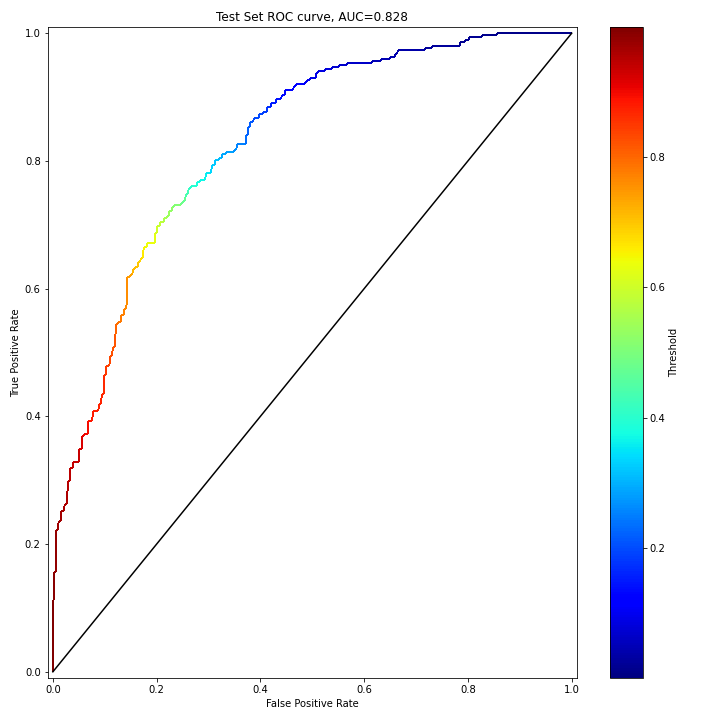 Test Set ROC curve, AUC=0.828
True Positive Rate
1.0
0.8
0.6
0.4
0.2
0.0
0.0 0.2 0.4 0.6 0.8 1.0
False Positive Rate
0.8
0.6
0.4
0.2
Threshold